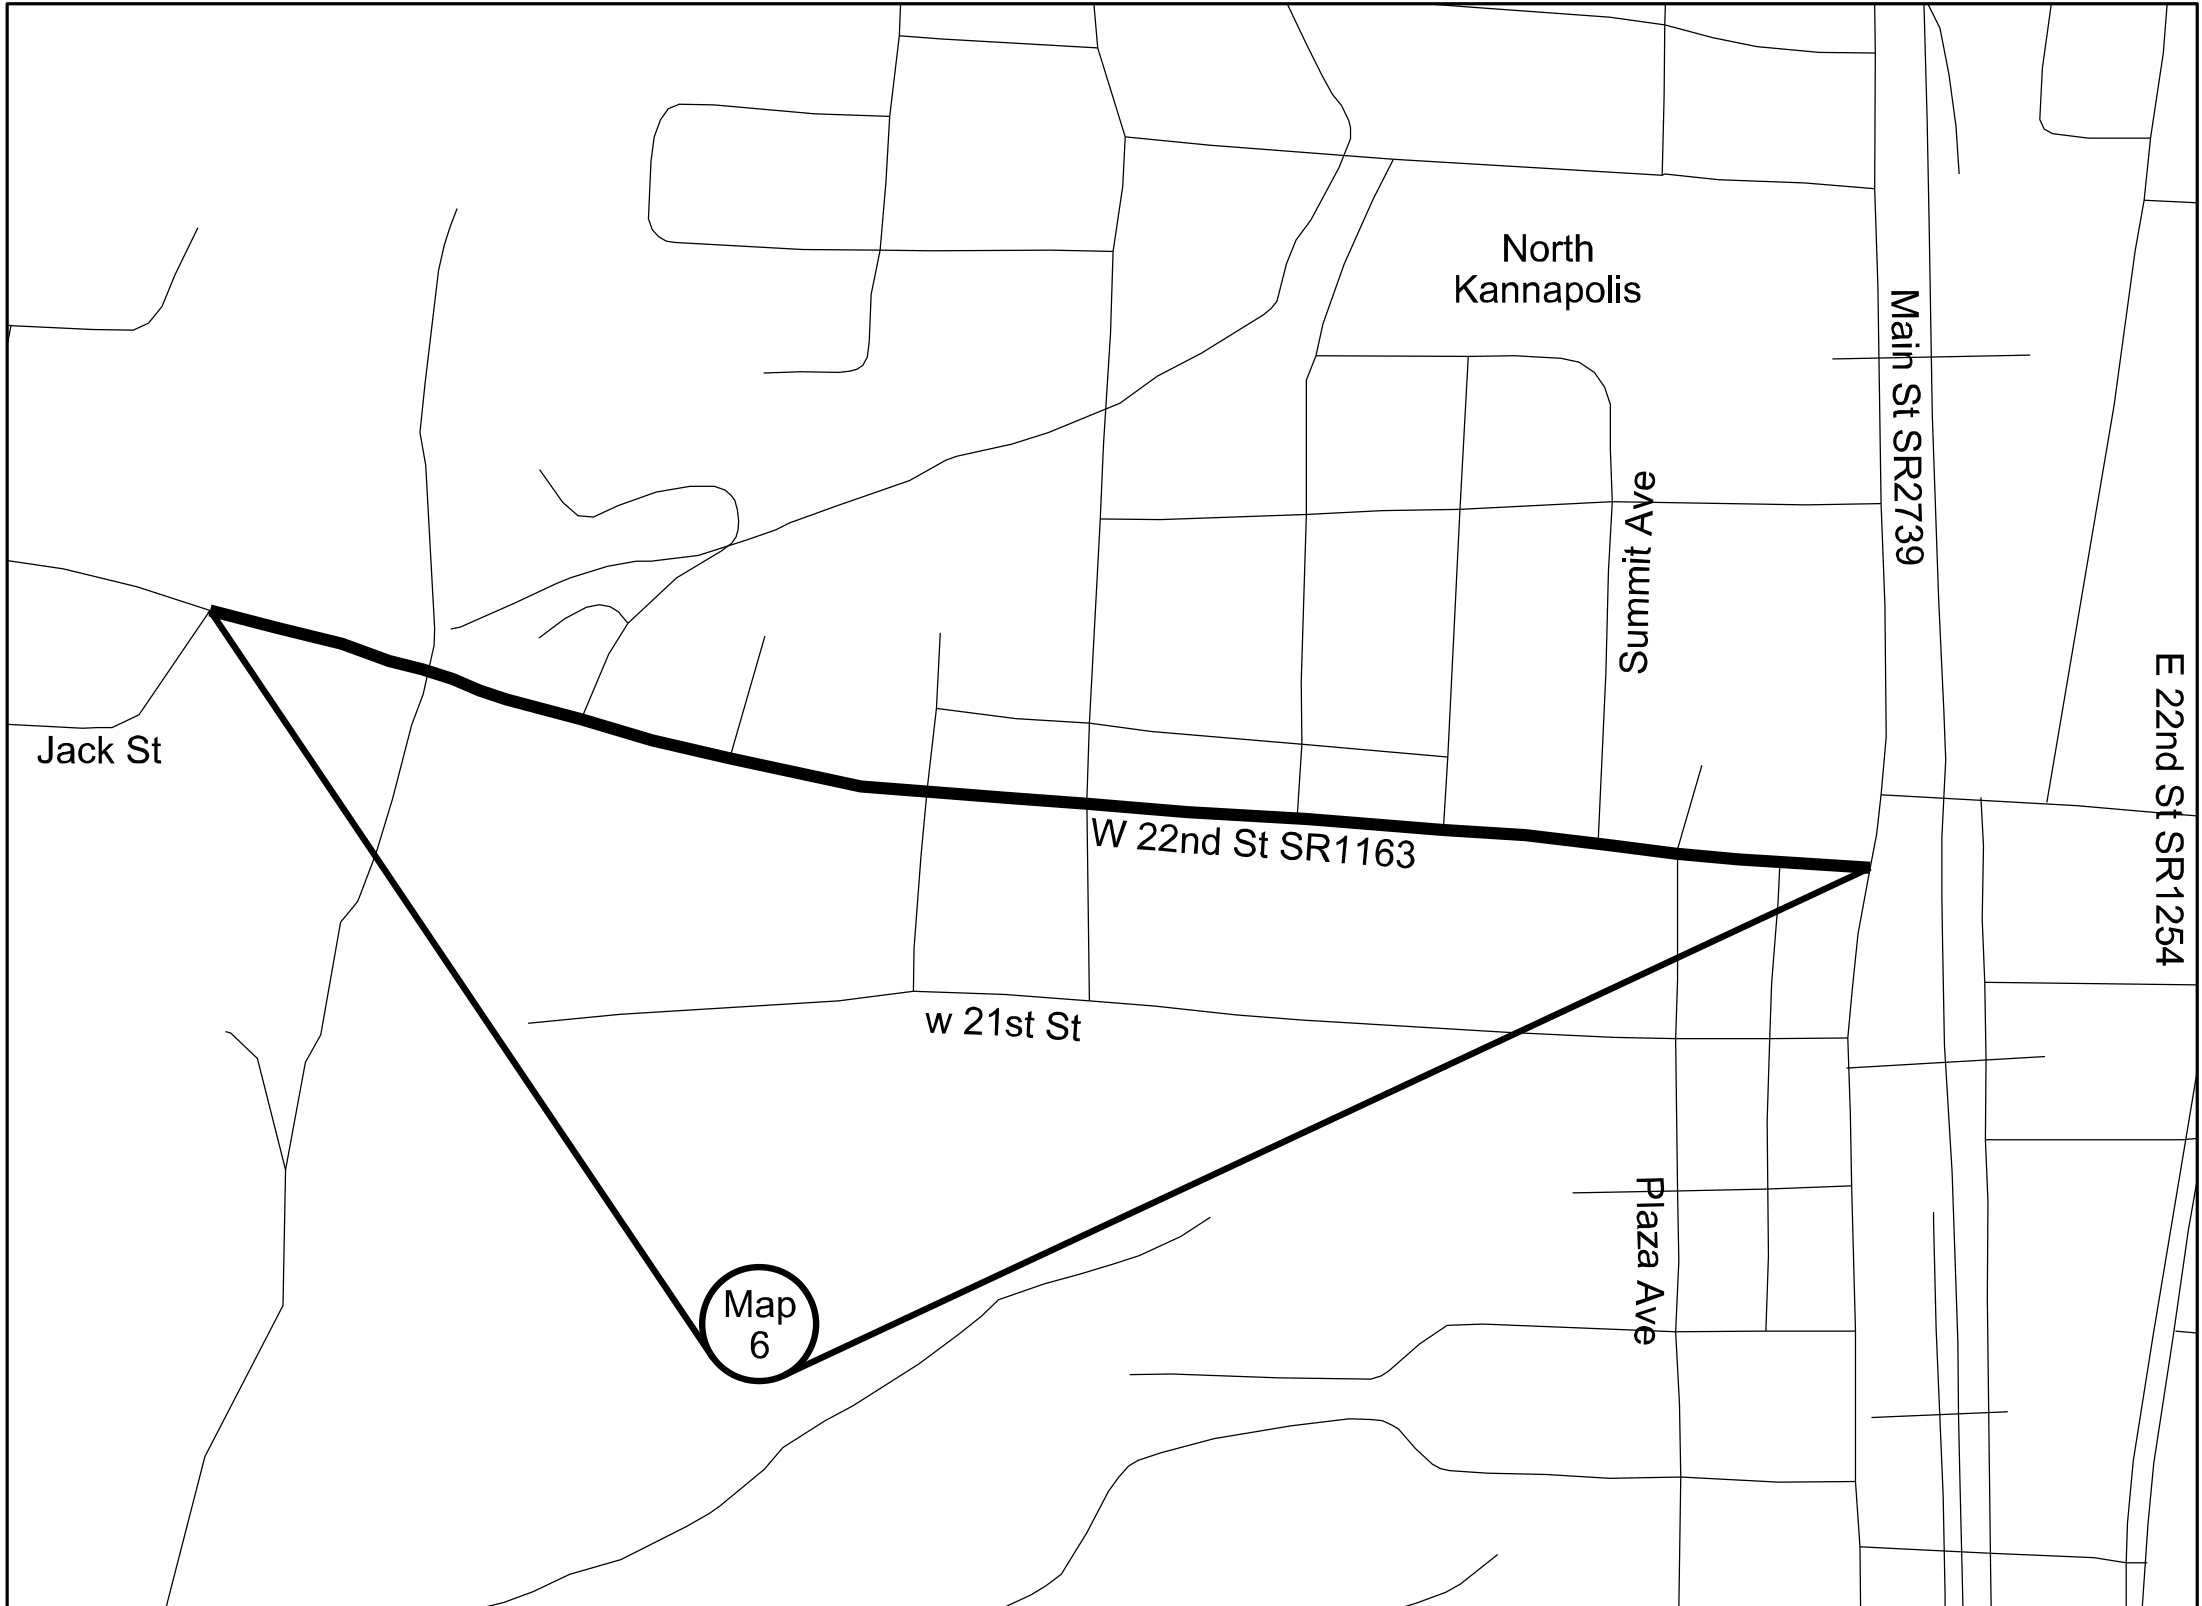 North
Kannapolis
Main St SR2739
Summit Ave
E 22nd St SR1254
Jack St
W 22nd St SR1163
w 21st St
Plaza Ave
Map
6